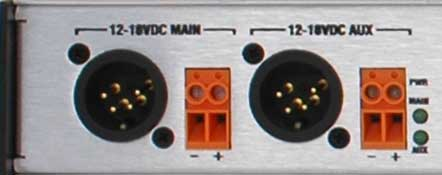 12-18VDC MAIN
12-18VDC AUX
PWR
MAIN
AUX
- +
- +